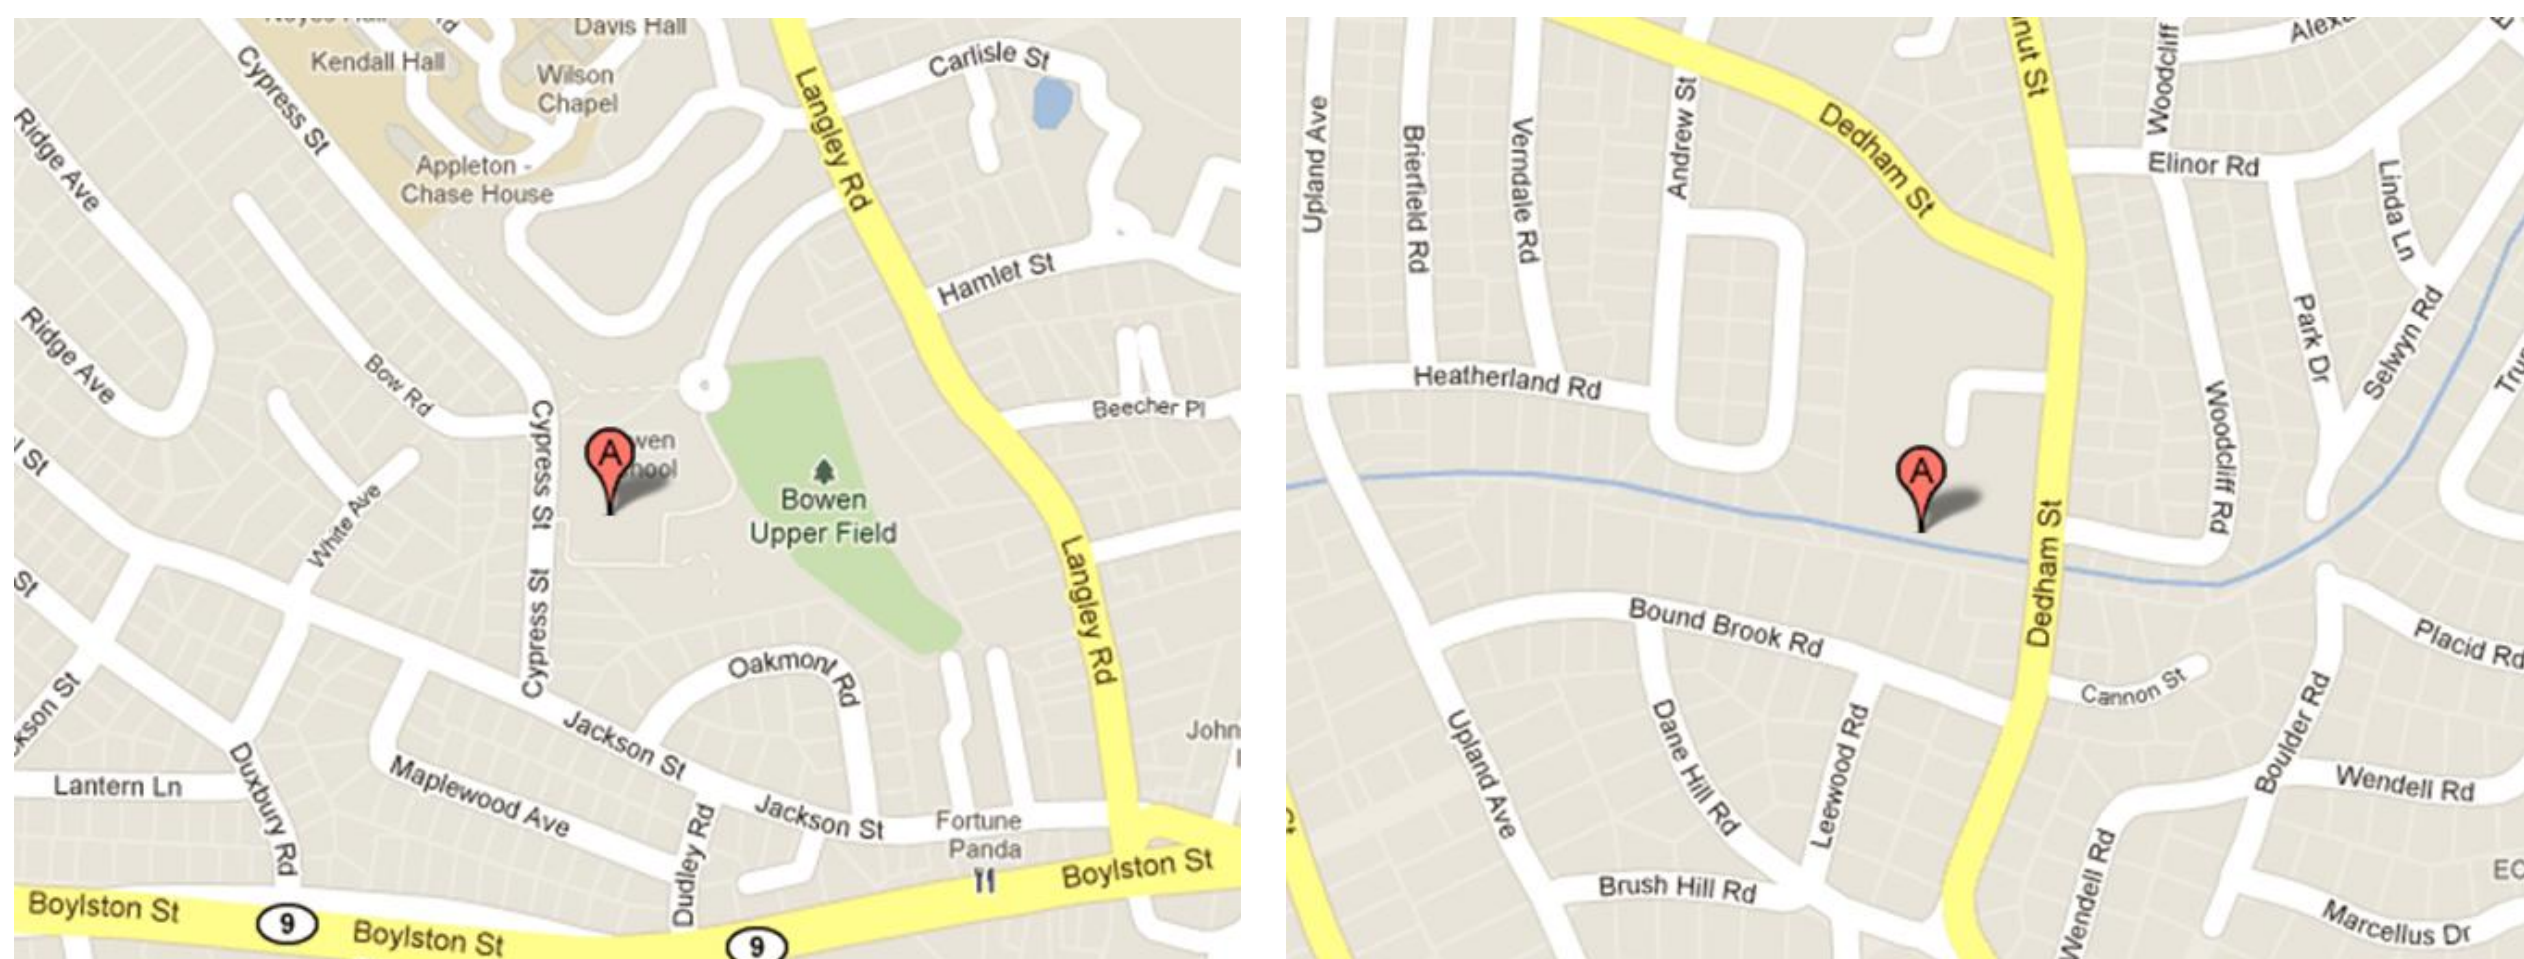 Kendall Hall
Davis Hall
Wilson
Chapel
Appleton -
Chase House
Cypress St
Ridge Ave
Ridge Ave
Langley Rd
Carlisle St
Hamlet St
Bow Rd
Beecher Pl
Cypress St
A
Bowen
Upper Field
White Ave
Langley Rd
Cypress St
Oakmont Rd
Jackson St
Jackson St
Maplewood Ave
Lantern Ln
Duxbury Rd
Dudley Rd
Fortune
Panda
John
Boylston St
9
Boylston St
9
Boylston St
Upland Ave
Brierfield Rd
Verndale Rd
Andrew St
Dedham St
St
Woodcliff
Elinor Rd
Linda Ln
Park Dr
Selwyn Rd
Heatherland Rd
Woodcliff Rd
A
Dedham St
Bound Brook Rd
Cannon St
Placid Rd
Boulder Rd
Wendell Rd
Upland Ave
Dane Hill Rd
Leewood Rd
Brush Hill Rd
Wendell Rd
Marcellus Dr